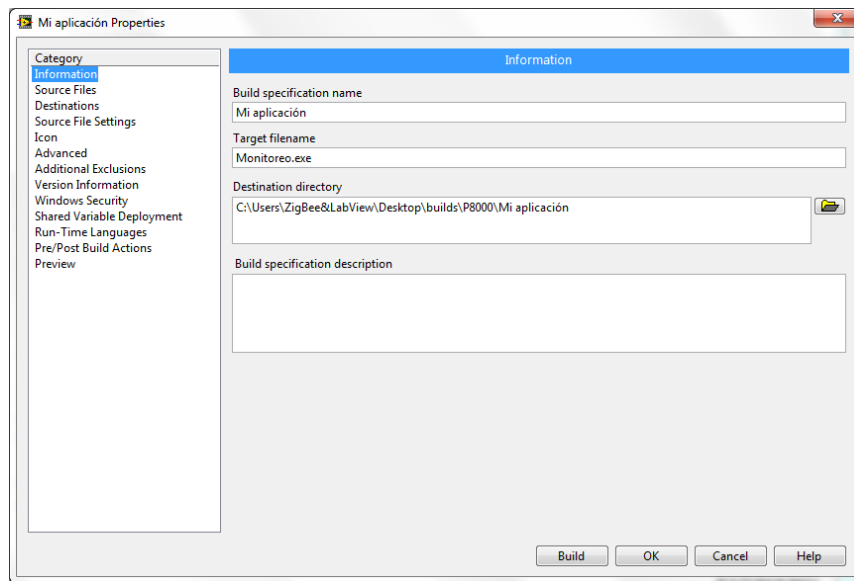 Mi aplicación Properties
Category
Information
Source Files
Destinations
Source File Settings
Icon
Advanced
Additional Exclusions
Version Information
Windows Security
Shared Variable Deployment
Run-Time Languages
Pre/Post Build Actions
Preview
Information
Build specification name
Mi aplicación
Target filename
Monitoreo.exe
Destination directory
C:\Users\ZigBee&LabView\Desktop\builds\P8000\Mi aplicación
Build specification description
Build OK Cancel Help